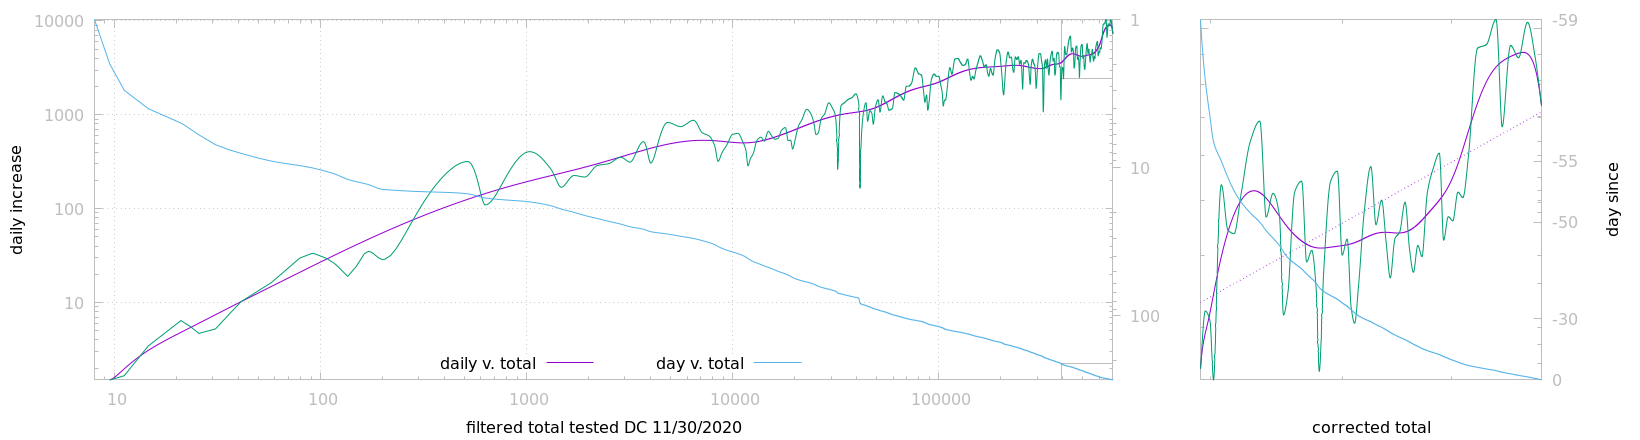 10000
1000
100
10
daily increase
10
100
1000
10000
100000
filtered total tested DC 11/30/2020
daily v. total
day v. total
1
10
100
-59
-55
-50
-30
0
day since
corrected total